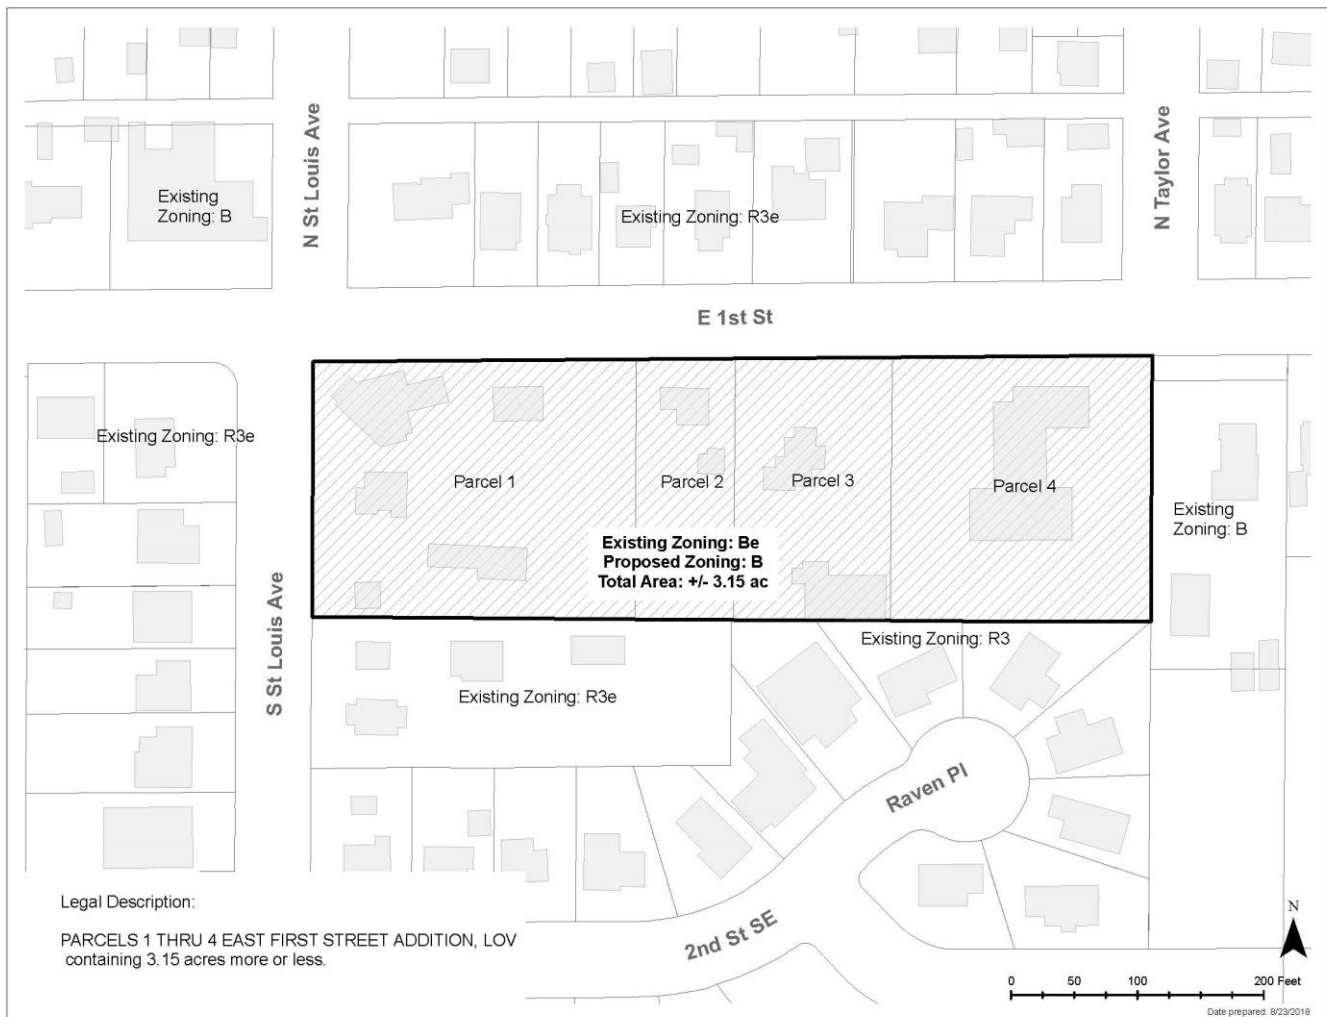 N St Louis Ave
N Taylor Ave
Existing
Zoning: B
Existing Zoning: R3e
E 1st St
Existing Zoning: R3e
Parcel 1
Parcel 2
Parcel 3
Parcel 4
Existing
Zoning: B
Existing Zoning: Be
Proposed Zoning: B
Total Area: +/- 3.15 ac
S St Louis Ave
Existing Zoning: R3
Existing Zoning: R3e
Raven Pl
2nd St SE
Legal Description:
PARCELS 1 THRU 4 EAST FIRST STREET ADDITION, LOV
containing 3.15 acres more or less.
N
0 50 100 200 Feet
Date prepared: 8/23/2018